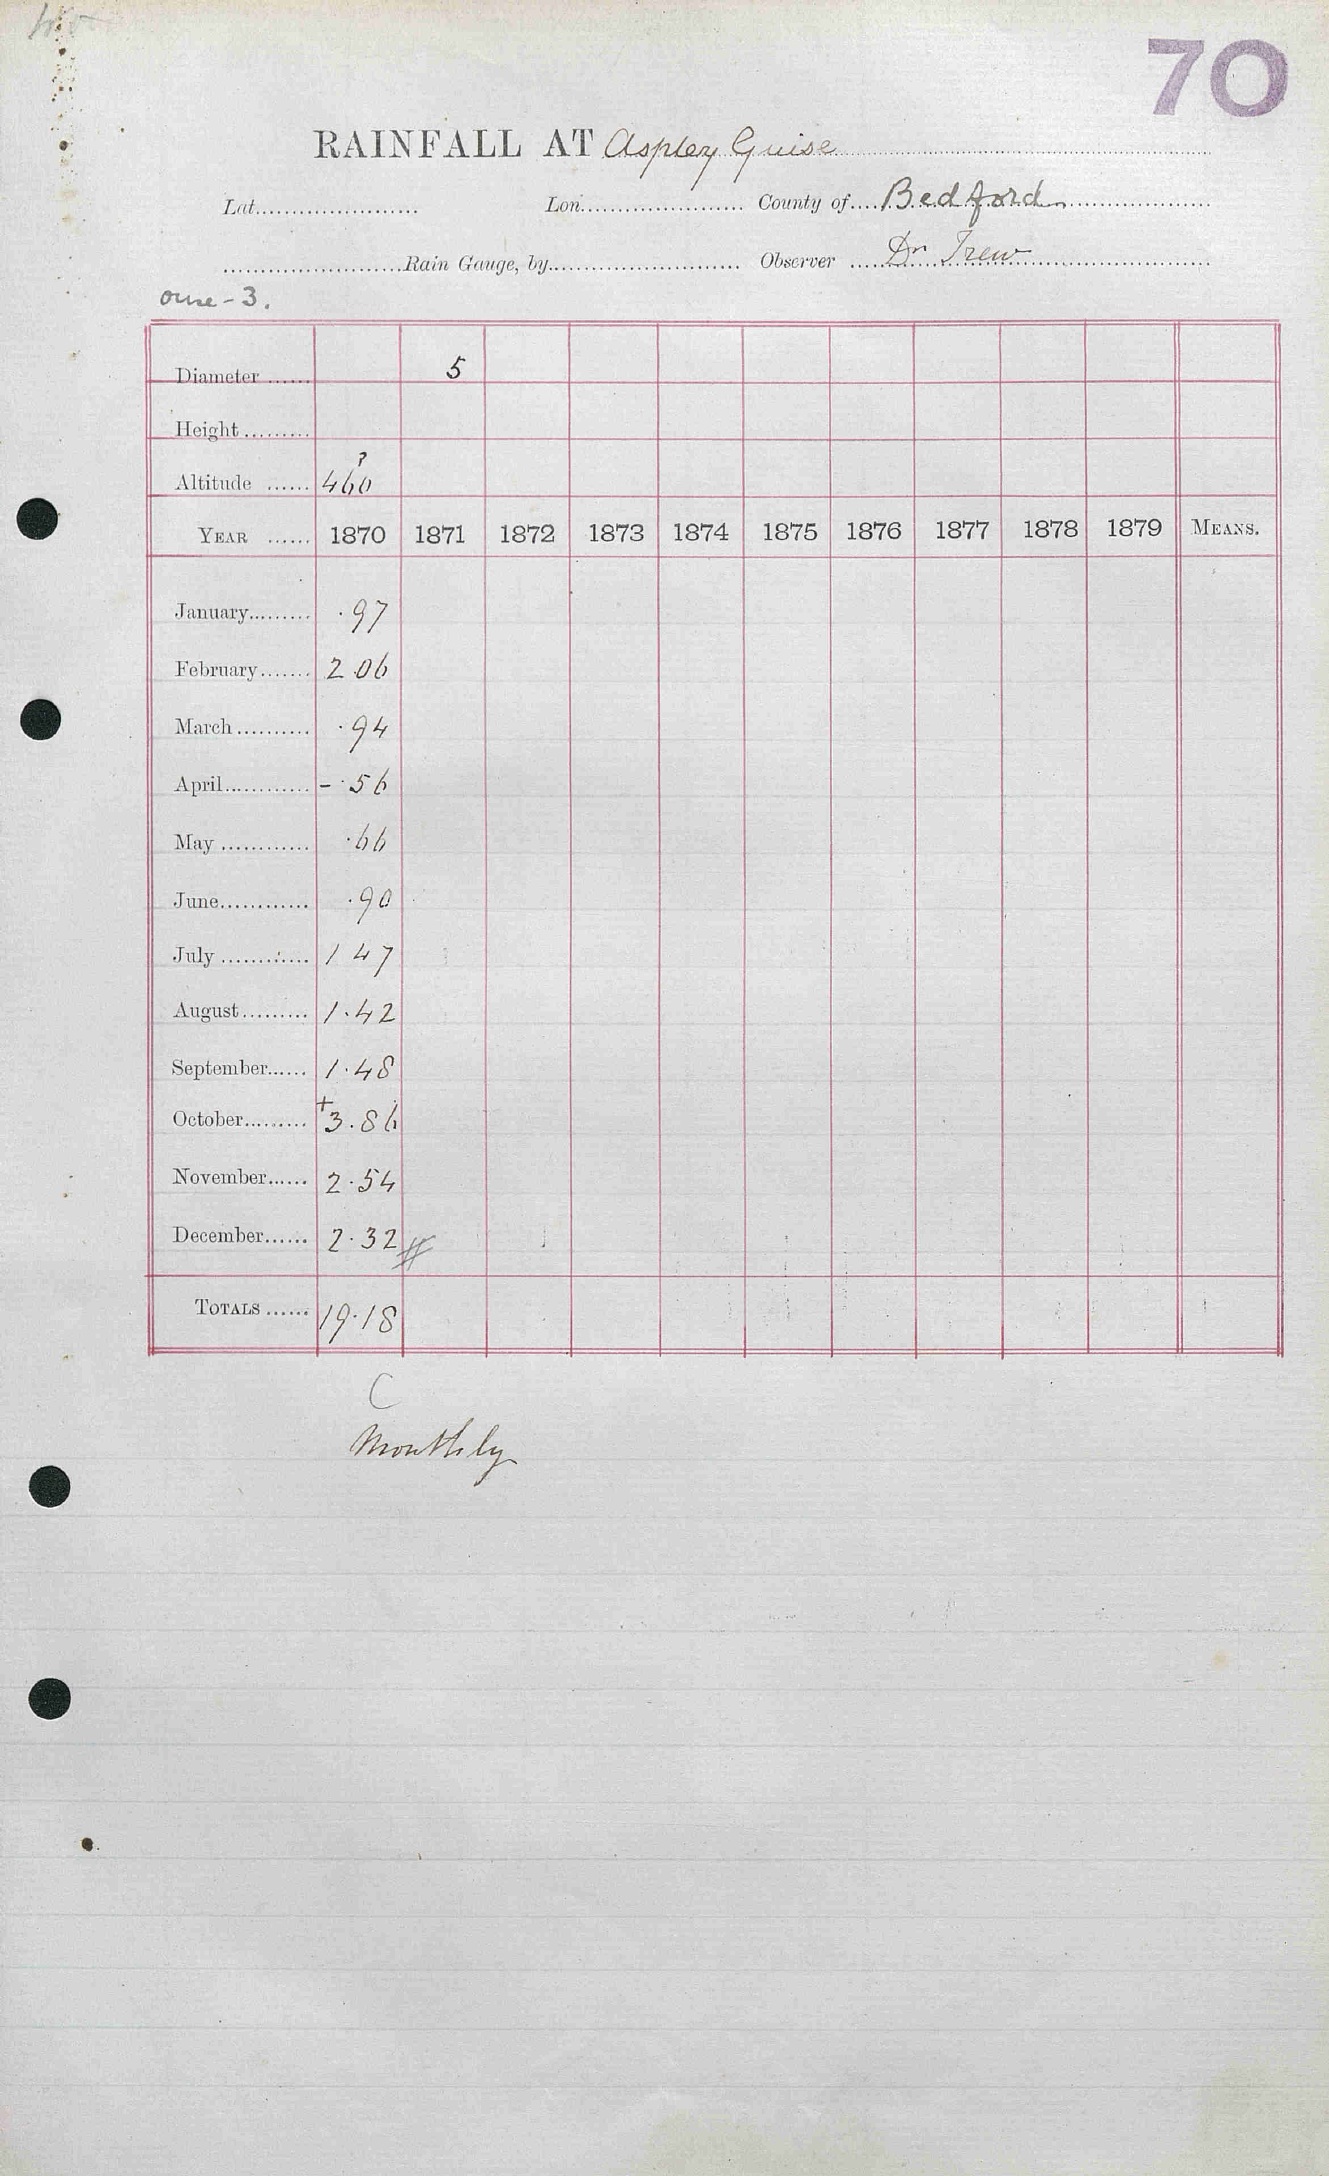 70
RAINFALL AT Aspley Guise
Lat. Lon. County of Bedford
Rain Gauge, by Observer Dr Trew
ouse - 3.
Diameter 5
Height
?
Altitude 460
YEAR 1870 1871 1872 1873 1874 1875 1876 1877 1878 1879 MEANS.
January ·97
February 2 06
March ·94
April - ·56
May ·66
June ·90
July 1 47
August 1·42
September 1·48
October +3.86
November 2·54
December 2·32 #
TOTALS 19·18
C
Monthly